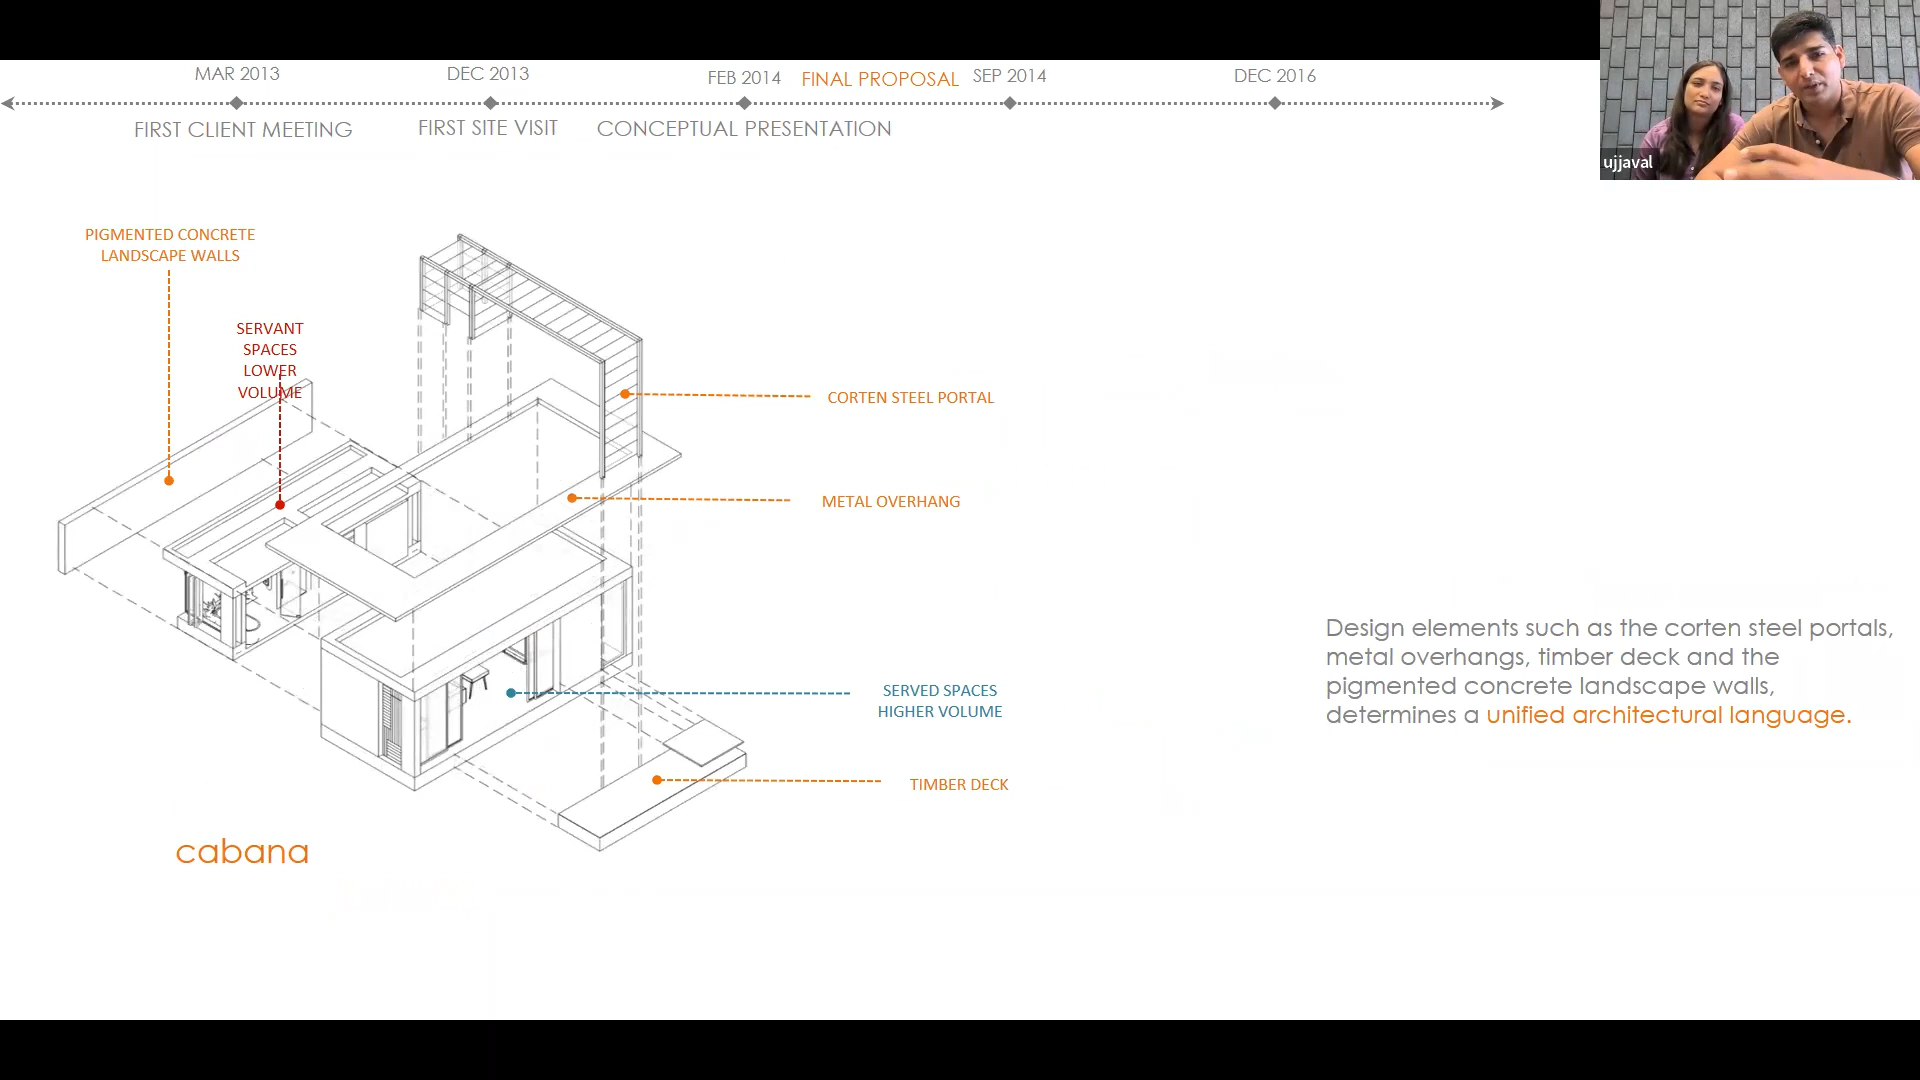 MAR 2013
DEC 2013
FEB 2014
FINAL PROPOSAL
SEP 2014
DEC 2016
FIRST CLIENT MEETING
FIRST SITE VISIT
CONCEPTUAL PRESENTATION
ujjaval
PIGMENTED CONCRETE
LANDSCAPE WALLS
SERVANT
SPACES
LOWER
VOLUME
CORTEN STEEL PORTAL
METAL OVERHANG
SERVED SPACES
HIGHER VOLUME
TIMBER DECK
Design elements such as the corten steel portals,
metal overhangs, timber deck and the
pigmented concrete landscape walls,
determines a unified architectural language.
cabana